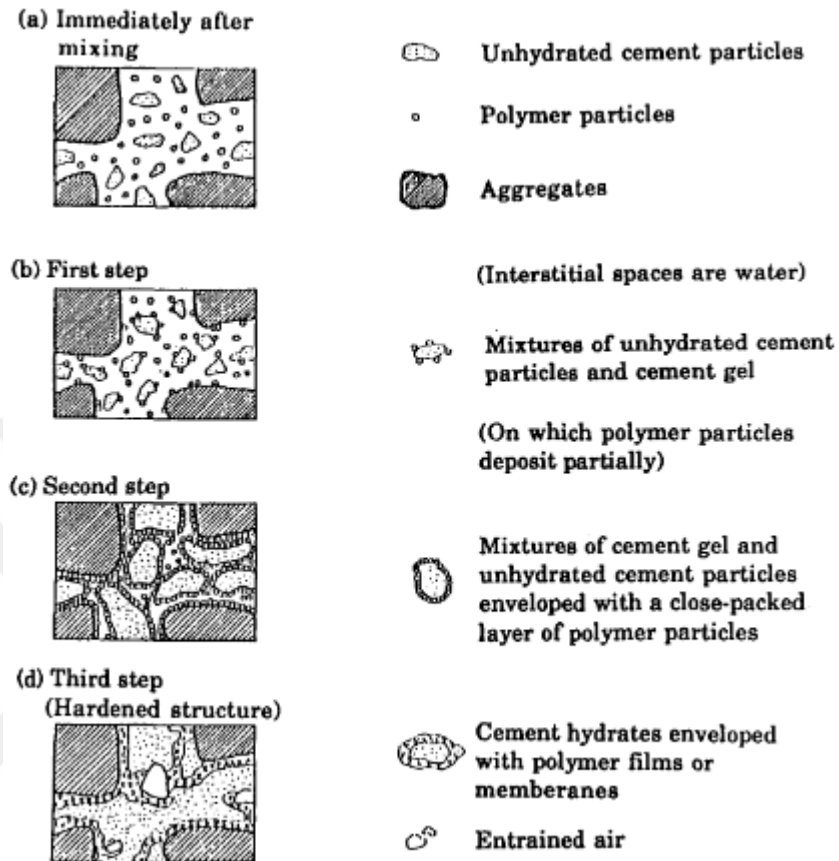 (a) Immediately after
mixing
Unhydrated cement particles
Polymer particles
Aggregates
(b) First step
(Interstitial spaces are water)
Mixtures of unhydrated cement
particles and cement gel
(On which polymer particles
deposit partially)
(c) Second step
Mixtures of cement gel and
unhydrated cement particles
enveloped with a close-packed
layer of polymer particles
(d) Third step
(Hardened structure)
Cement hydrates enveloped
with polymer films or
memberanes
Entrained air